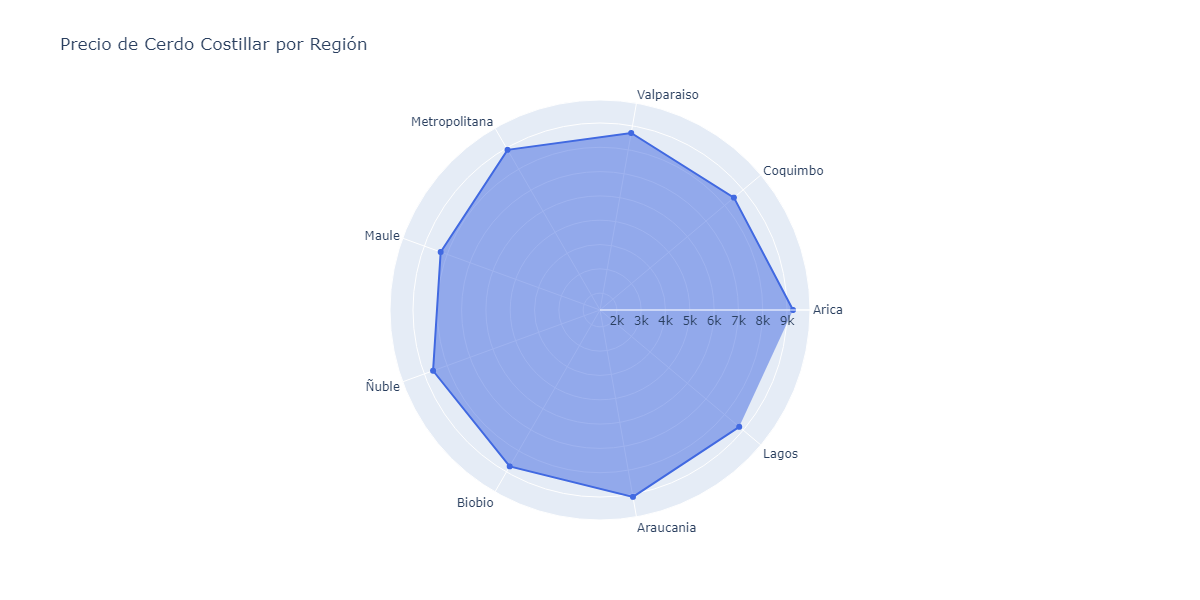 Precio de Cerdo Costillar por Región
Valparaiso
Metropolitana
Coquimbo
Maule
Arica
2k 3k 4k 5k 6k 7k 8k 9k
Ñuble
Lagos
Biobio
Araucania